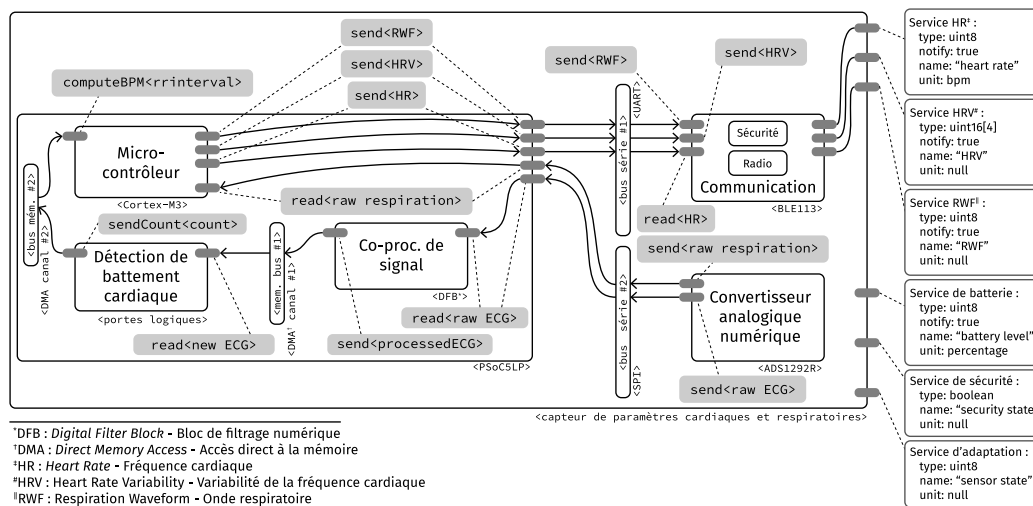 send<RWF>
send<HRV>
send<HR>
computeBPM<rrinterval>
send<RWF>
send<HRV>
<UART>
<bus série #1>
Micro-
contrôleur
<Cortex-M3>
Sécurité
Radio
Communication
<BLE113>
<bus mém. #2>
<DMA canal #2>
read<raw respiration>
read<HR>
sendCount<count>
Détection de
battement
cardiaque
<portes logiques>
<mem. bus #1>
<DMA† canal #1>
Co-proc. de
signal
<DFB*>
send<raw respiration>
<bus série #2>
<SPI>
Convertisseur
analogique
numérique
<ADS1292R>
read<raw ECG>
read<new ECG>
send<processedECG>
<PSoC5LP>
send<raw ECG>
<capteur de paramètres cardiaques et respiratoires>
Service HR‡ :
type: uint8
notify: true
name: “heart rate”
unit: bpm
Service HRV# :
type: uint16[4]
notify: true
name: “HRV”
unit: null
Service RWF‖ :
type: uint8
notify: true
name: “RWF”
unit: null
Service de batterie :
type: uint8
notify: true
name: “battery level”
unit: percentage
Service de sécurité :
type: boolean
name: “security state”
unit: null
Service d’adaptation :
type: uint8
name: “sensor state”
unit: null
*DFB : Digital Filter Block - Bloc de filtrage numérique
†DMA : Direct Memory Access - Accès direct à la mémoire
‡HR : Heart Rate - Fréquence cardiaque
#HRV : Heart Rate Variability - Variabilité de la fréquence cardiaque
‖RWF : Respiration Waveform - Onde respiratoire